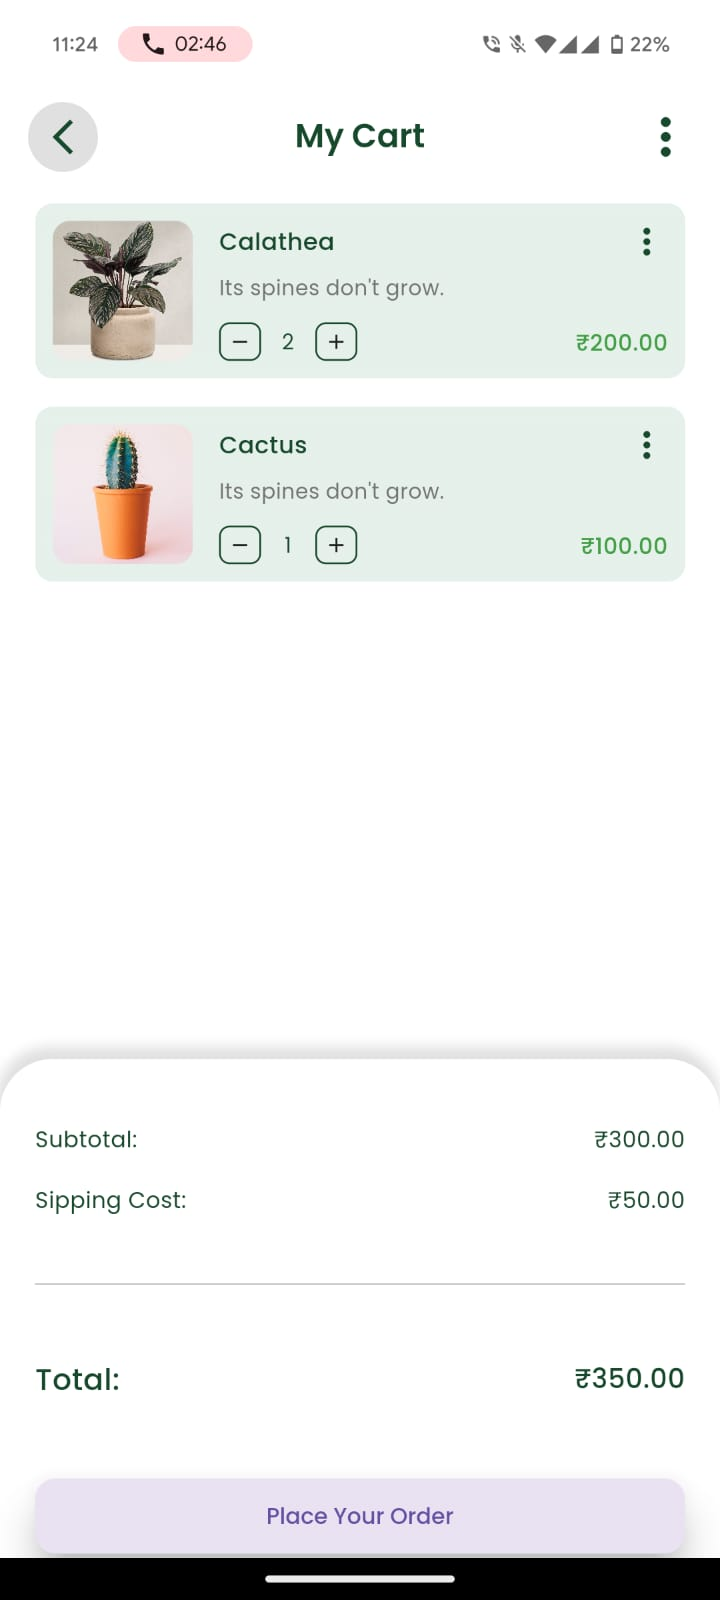 11:24 02:46 22%
My Cart
Calathea
Its spines don't grow.
− 2 + ₹200.00
Cactus
Its spines don't grow.
− 1 + ₹100.00
Subtotal: ₹300.00
Sipping Cost: ₹50.00
Total: ₹350.00
Place Your Order